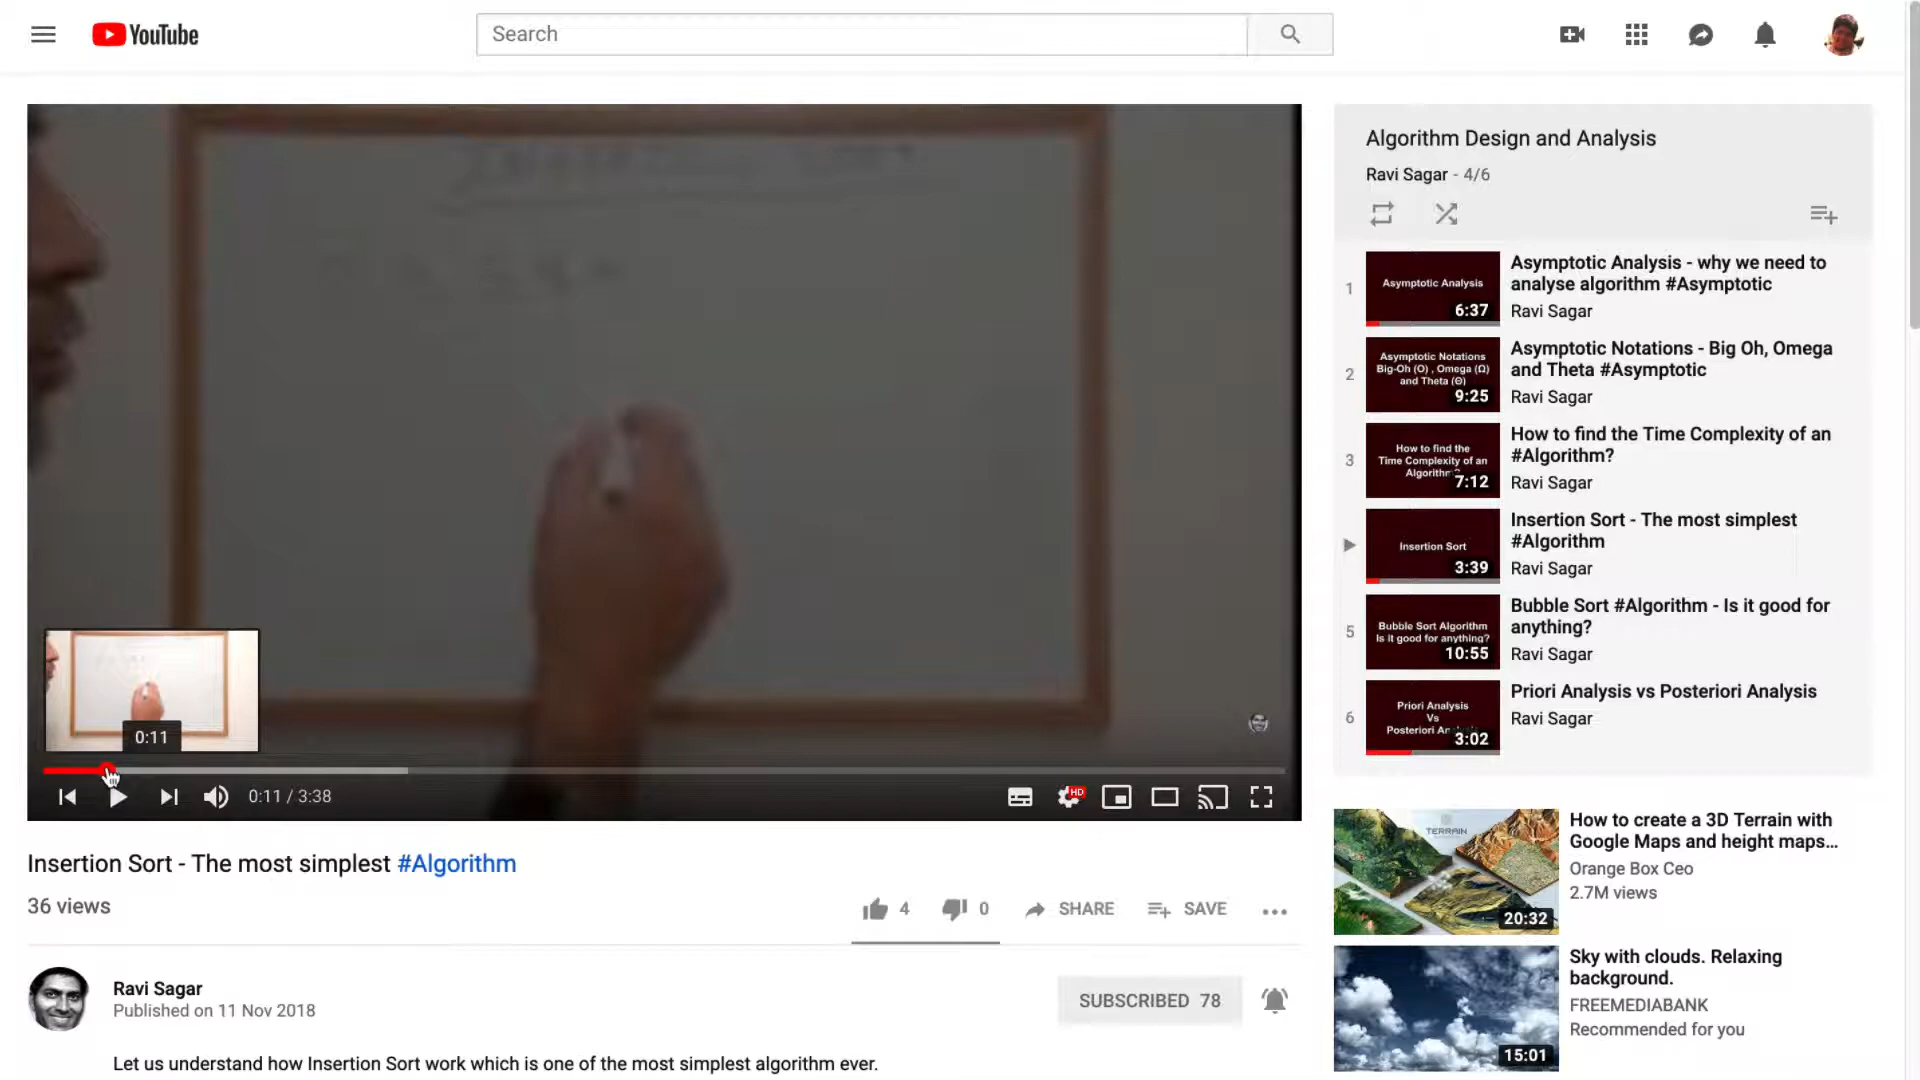 YouTube
Search
Algorithm Design and Analysis
Ravi Sagar - 4/6
1
Asymptotic Analysis
6:37
Asymptotic Analysis - why we need to
analyse algorithm #Asymptotic
Ravi Sagar
2
Asymptotic Notations
Big-Oh (O) , Omega (Ω)
and Theta (Θ)
9:25
Asymptotic Notations - Big Oh, Omega
and Theta #Asymptotic
Ravi Sagar
3
How to find the
Time Complexity of an
7:12
How to find the Time Complexity of an
#Algorithm?
Ravi Sagar
Insertion Sort
3:39
Insertion Sort - The most simplest
#Algorithm
Ravi Sagar
5
Bubble Sort Algorithm
Is it good for anything?
10:55
Bubble Sort #Algorithm - Is it good for
anything?
Ravi Sagar
6
Priori Analysis
Vs
Posteriori
3:02
Priori Analysis vs Posteriori Analysis
Ravi Sagar
0:11
0:11 / 3:38
HD
Insertion Sort - The most simplest #Algorithm
36 views
4
0
SHARE
SAVE
Ravi Sagar
Published on 11 Nov 2018
SUBSCRIBED 78
Let us understand how Insertion Sort work which is one of the most simplest algorithm ever.
TERRAIN
20:32
How to create a 3D Terrain with
Google Maps and height maps...
Orange Box Ceo
2.7M views
15:01
Sky with clouds. Relaxing
background.
FREEMEDIABANK
Recommended for you